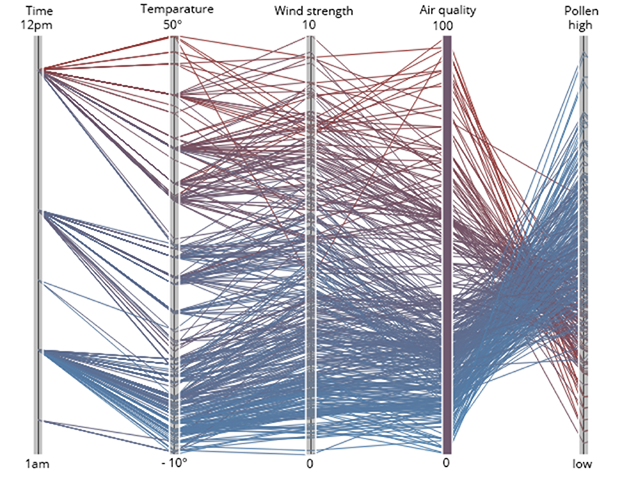 Time
12pm
Temparature
50°
Wind strength
10
Air quality
100
Pollen
high
1am
-10°
0
0
low